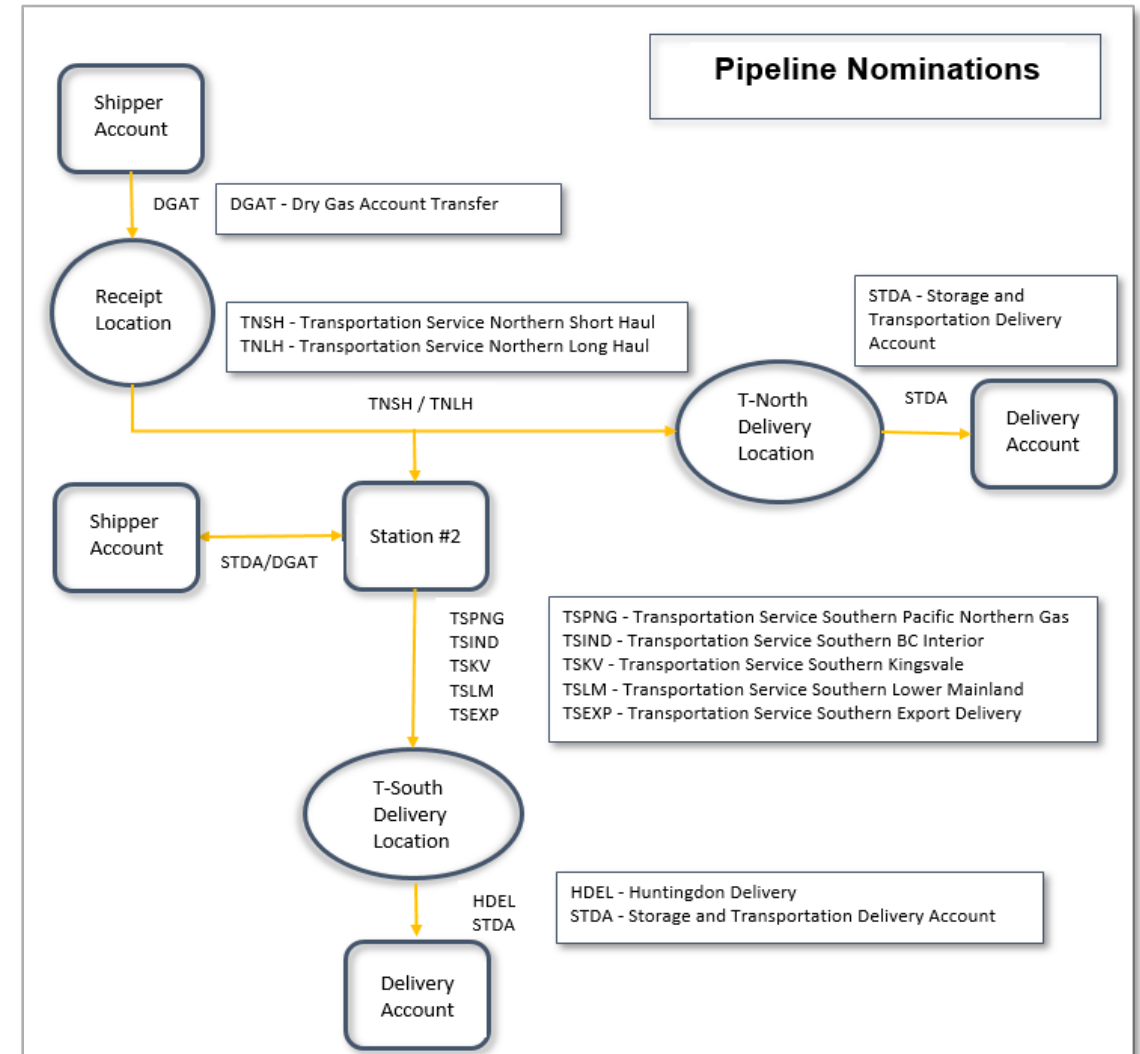 Pipeline Nominations
Shipper
Account
DGAT
DGAT - Dry Gas Account Transfer
Receipt
Location
TNSH - Transportation Service Northern Short Haul
TNLH - Transportation Service Northern Long Haul
STDA - Storage and
Transportation Delivery
Account
TNSH / TNLH
T-North
Delivery
Location
STDA
Delivery
Account
Shipper
Account
STDA/DGAT
Station #2
TSPNG
TSIND
TSKV
TSLM
TSEXP
TSPNG - Transportation Service Southern Pacific Northern Gas
TSIND - Transportation Service Southern BC Interior
TSKV - Transportation Service Southern Kingsvale
TSLM - Transportation Service Southern Lower Mainland
TSEXP - Transportation Service Southern Export Delivery
T-South
Delivery
Location
HDEL
STDA
HDEL - Huntingdon Delivery
STDA - Storage and Transportation Delivery Account
Delivery
Account